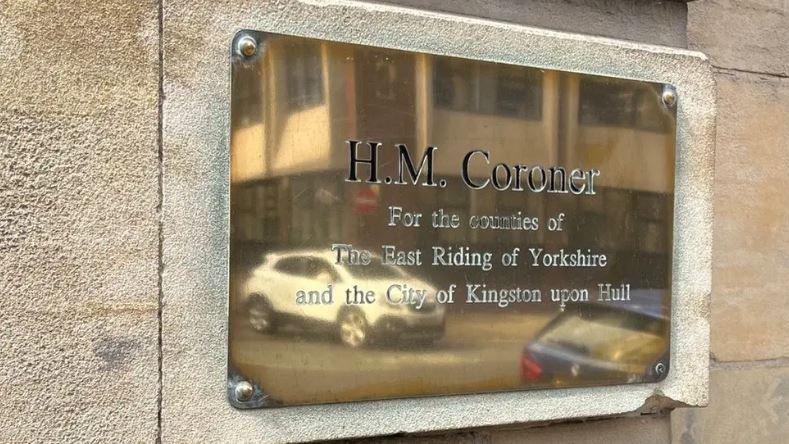 H.M. Coroner
For the counties of
The East Riding of Yorkshire
and the City of Kingston upon Hull